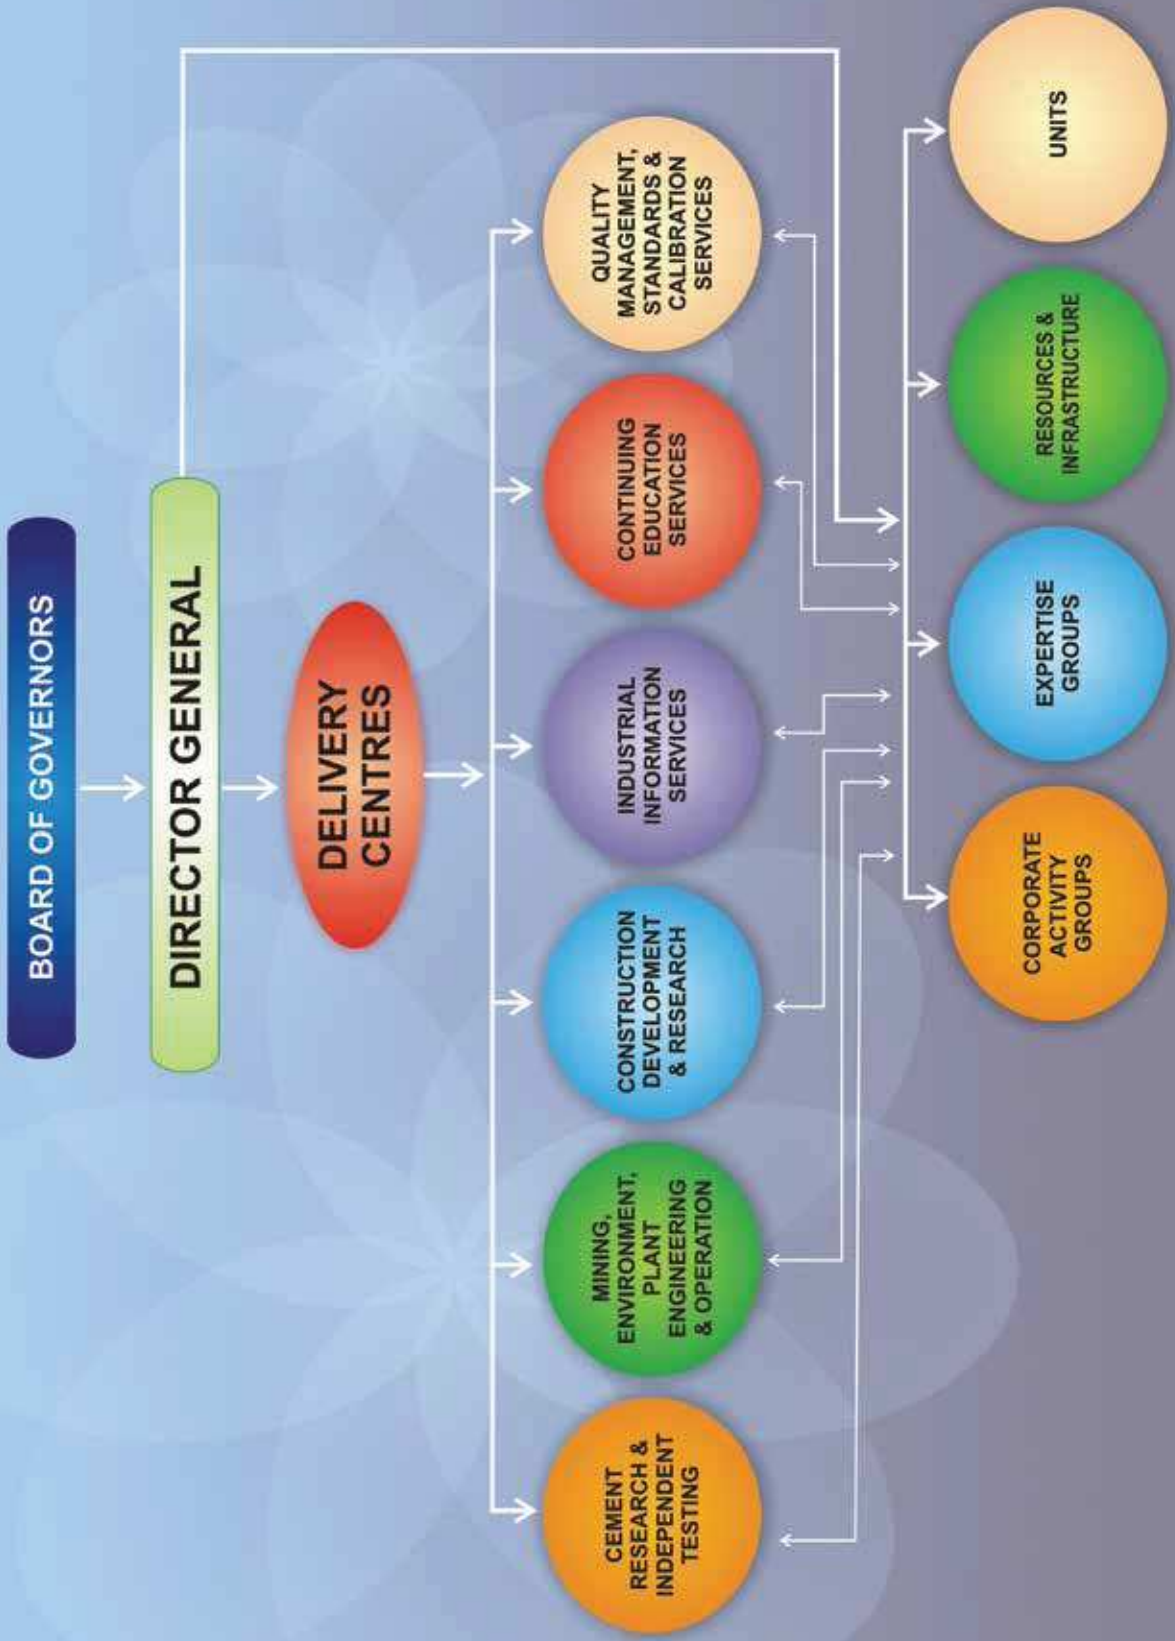 BOARD OF GOVERNORS
DIRECTOR GENERAL
DELIVERY
CENTRES
CEMENT
RESEARCH &
INDEPENDENT
TESTING
MINING,
ENVIRONMENT,
PLANT
ENGINEERING
& OPERATION
CONSTRUCTION
DEVELOPMENT
& RESEARCH
INDUSTRIAL
INFORMATION
SERVICES
CONTINUING
EDUCATION
SERVICES
QUALITY
MANAGEMENT,
STANDARDS &
CALIBRATION
SERVICES
CORPORATE
ACTIVITY
GROUPS
EXPERTISE
GROUPS
RESOURCES &
INFRASTRUCTURE
UNITS